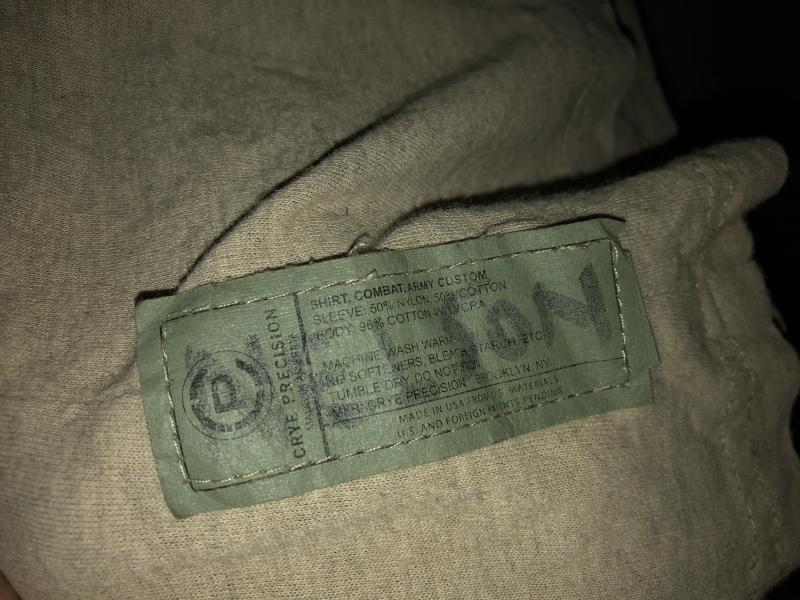 CRYE PRECISION
SHIRT, COMBAT, ARMY CUSTOM,
SLEEVE: 50% NYLON, 50% COTTON
BODY: 96% COTTON 4% LYCRA
MACHINE WASH WARM
NO SOFTENERS, BLEACH, STARCH, ETC.
TUMBLE DRY, DO NOT
CRYE PRECISION BROOKLYN, NY
MADE IN USA FROM U.S. MATERIALS
U.S. AND FOREIGN PATENTS PENDING